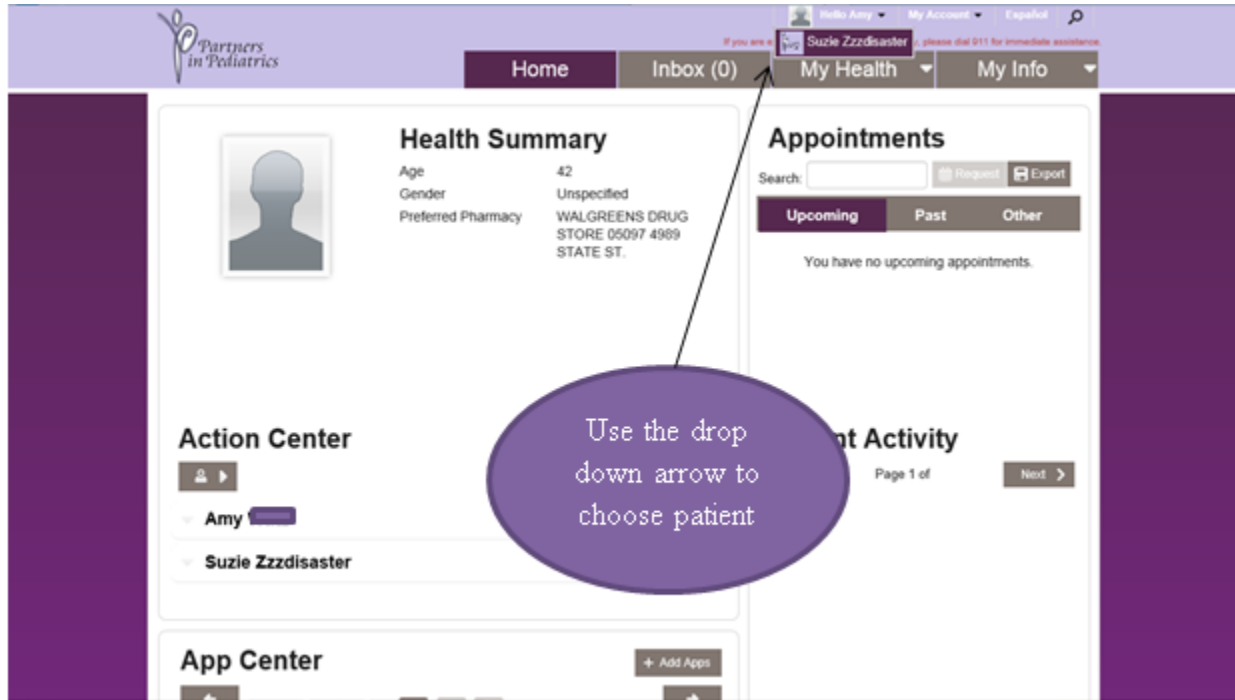 Partners
in Pediatrics
Hello Amy
My Account
Español
If you are e
Suzie Zzzdisaster
, please dial 911 for immediate assistance.
Home
Inbox (0)
My Health
My Info
Health Summary
Age 42
Gender Unspecified
Preferred Pharmacy WALGREENS DRUG
STORE 05097 4989
STATE ST.
Appointments
Search:
Request
Export
Upcoming
Past
Other
You have no upcoming appointments.
Action Center
Amy
Suzie Zzzdisaster
Use the drop
down arrow to
choose patient
nt Activity
Page 1 of
Next
App Center
+ Add Apps